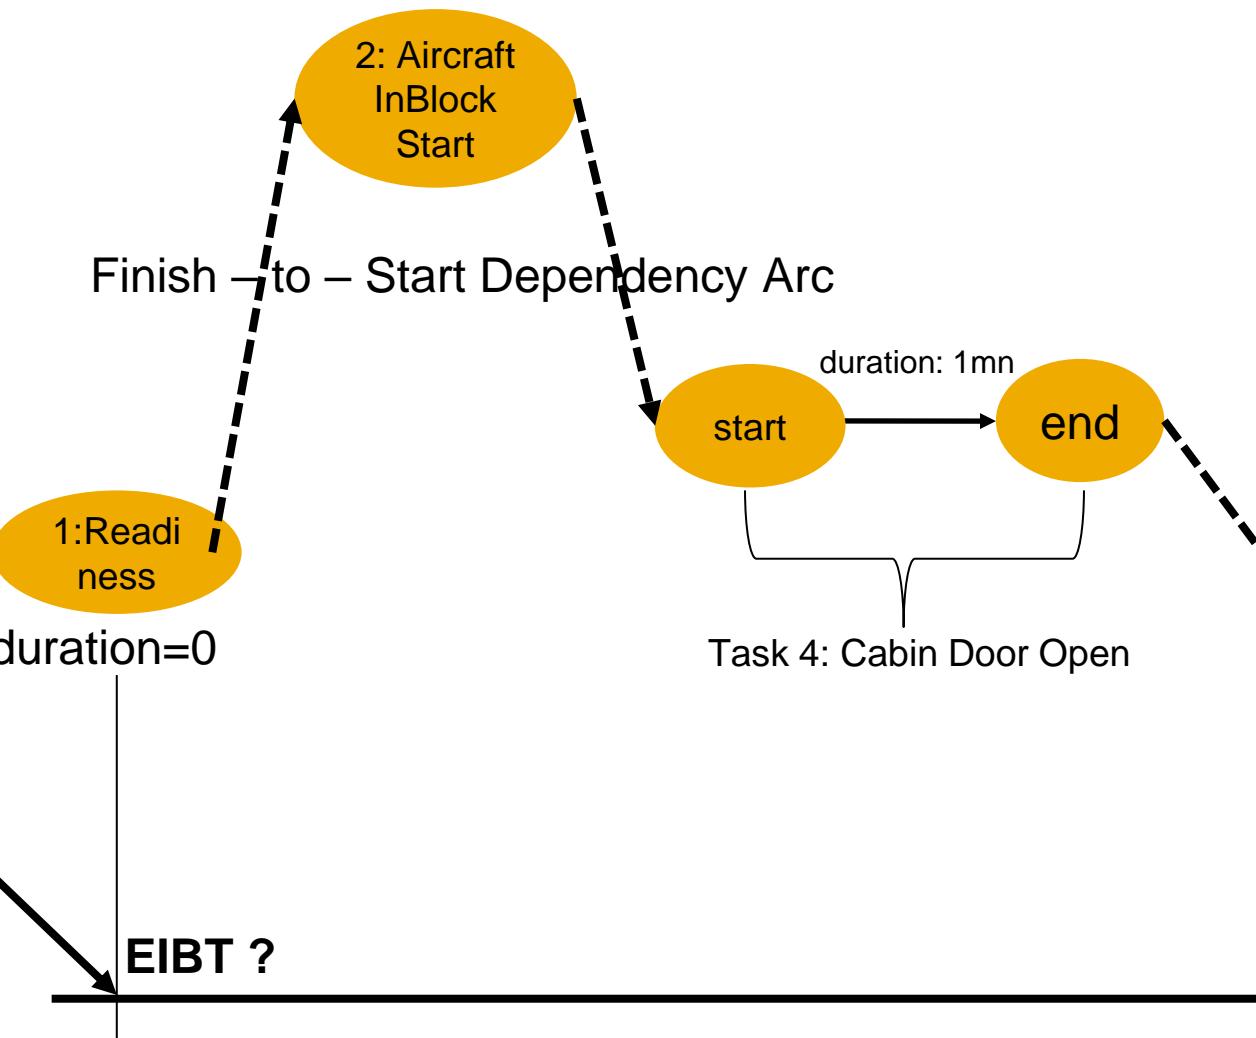 2: Aircraft
InBlock
Start
Finish – to – Start Dependency Arc
duration: 1mn
start
end
1:Readi
ness
duration=0
Task 4: Cabin Door Open
EIBT ?